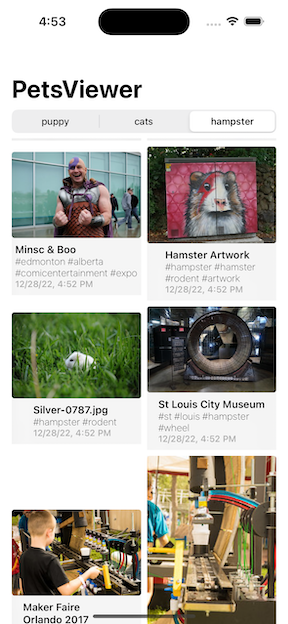 4:53
PetsViewer
puppy
cats
hampster
Minsc & Boo
#edmonton #alberta
#comicentertainment #expo
12/28/22, 4:52 PM
Hamster Artwork
#hampster #hamster
#rodent #artwork
12/28/22, 4:52 PM
Silver-0787.jpg
#hampster #rodent
12/28/22, 4:52 PM
St Louis City Museum
#st #louis #hampster
#wheel
12/28/22, 4:52 PM
Maker Faire
Orlando 2017